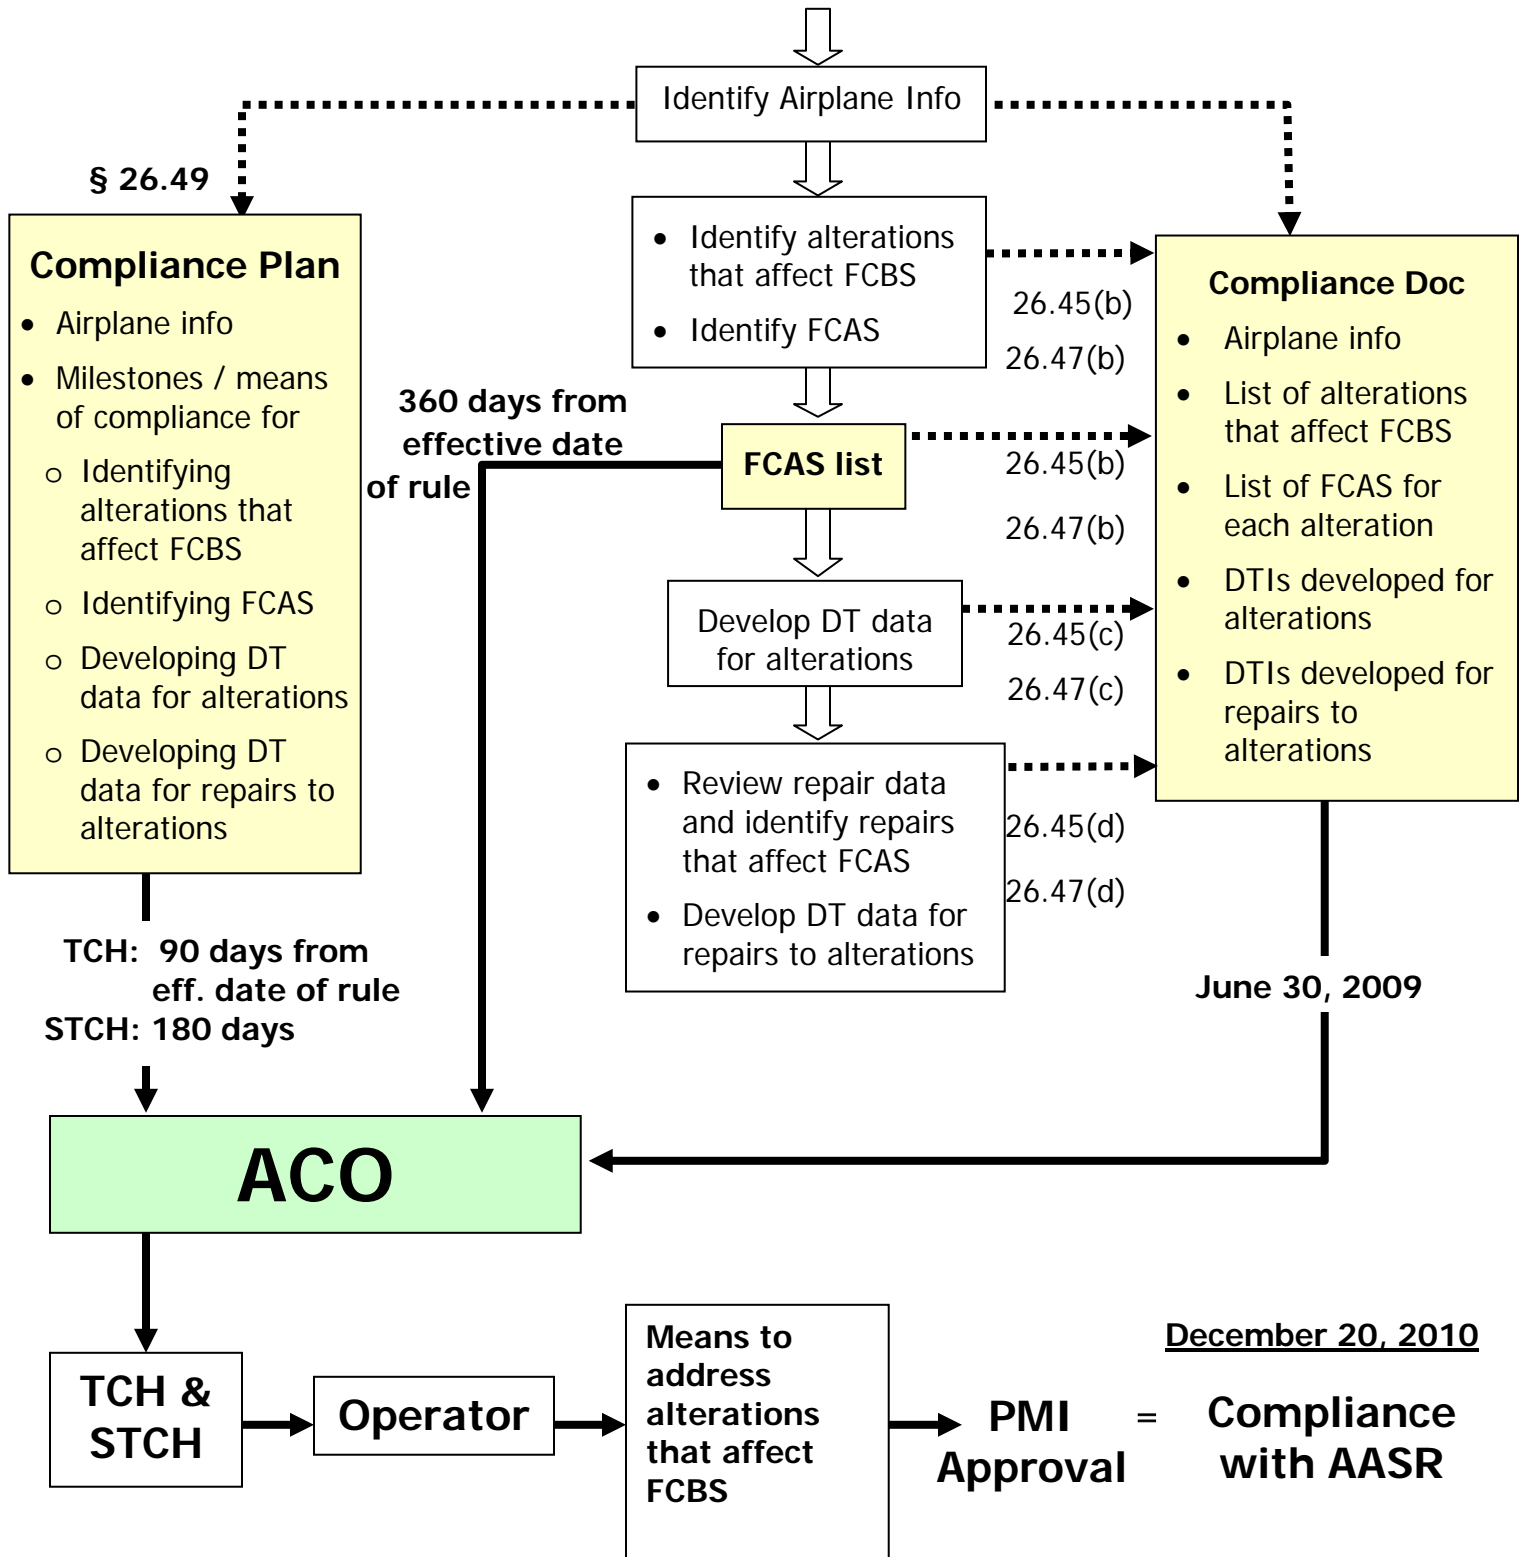 Identify Airplane Info
§ 26.49
Compliance Plan
• Airplane info
• Milestones / means
of compliance for
o Identifying
alterations that
affect FCBS
o Identifying FCAS
o Developing DT
data for alterations
o Developing DT
data for repairs to
alterations
• Identify alterations
that affect FCBS
• Identify FCAS
26.45(b)
26.47(b)
360 days from
effective date
of rule
FCAS list
26.45(b)
26.47(b)
Develop DT data
for alterations
26.45(c)
26.47(c)
• Review repair data
and identify repairs
that affect FCAS
• Develop DT data for
repairs to alterations
26.45(d)
26.47(d)
Compliance Doc
• Airplane info
• List of alterations
that affect FCBS
• List of FCAS for
each alteration
• DTIs developed for
alterations
• DTIs developed for
repairs to
alterations
TCH: 90 days from
eff. date of rule
STCH: 180 days
June 30, 2009
ACO
TCH &
STCH
Operator
Means to
address
alterations
that affect
FCBS
PMI
Approval
=
December 20, 2010
Compliance
with AASR